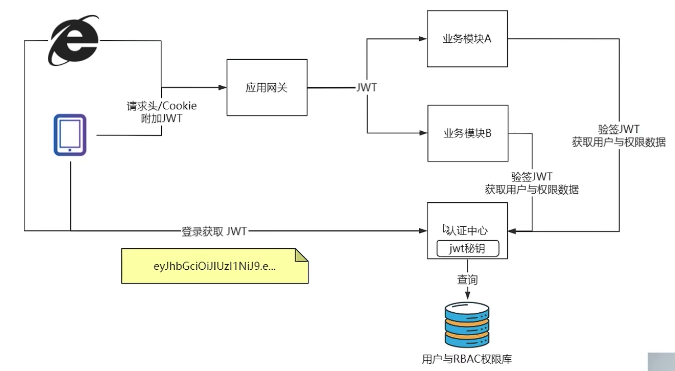 业务模块A
应用网关
JWT
请求头/Cookie
附加JWT
业务模块B
验签JWT
获取用户与权限数据
验签JWT
获取用户与权限数据
登录获取 JWT
认证中心
jwt秘钥
eyJhbGciOiJIUzI1NiJ9.e...
查询
用户与RBAC权限库